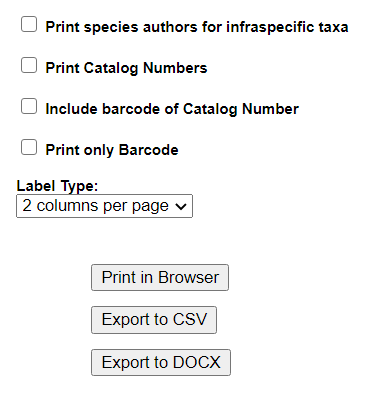 Print species authors for infraspecific taxa
Print Catalog Numbers
Include barcode of Catalog Number
Print only Barcode
Label Type:
2 columns per page
Print in Browser
Export to CSV
Export to DOCX